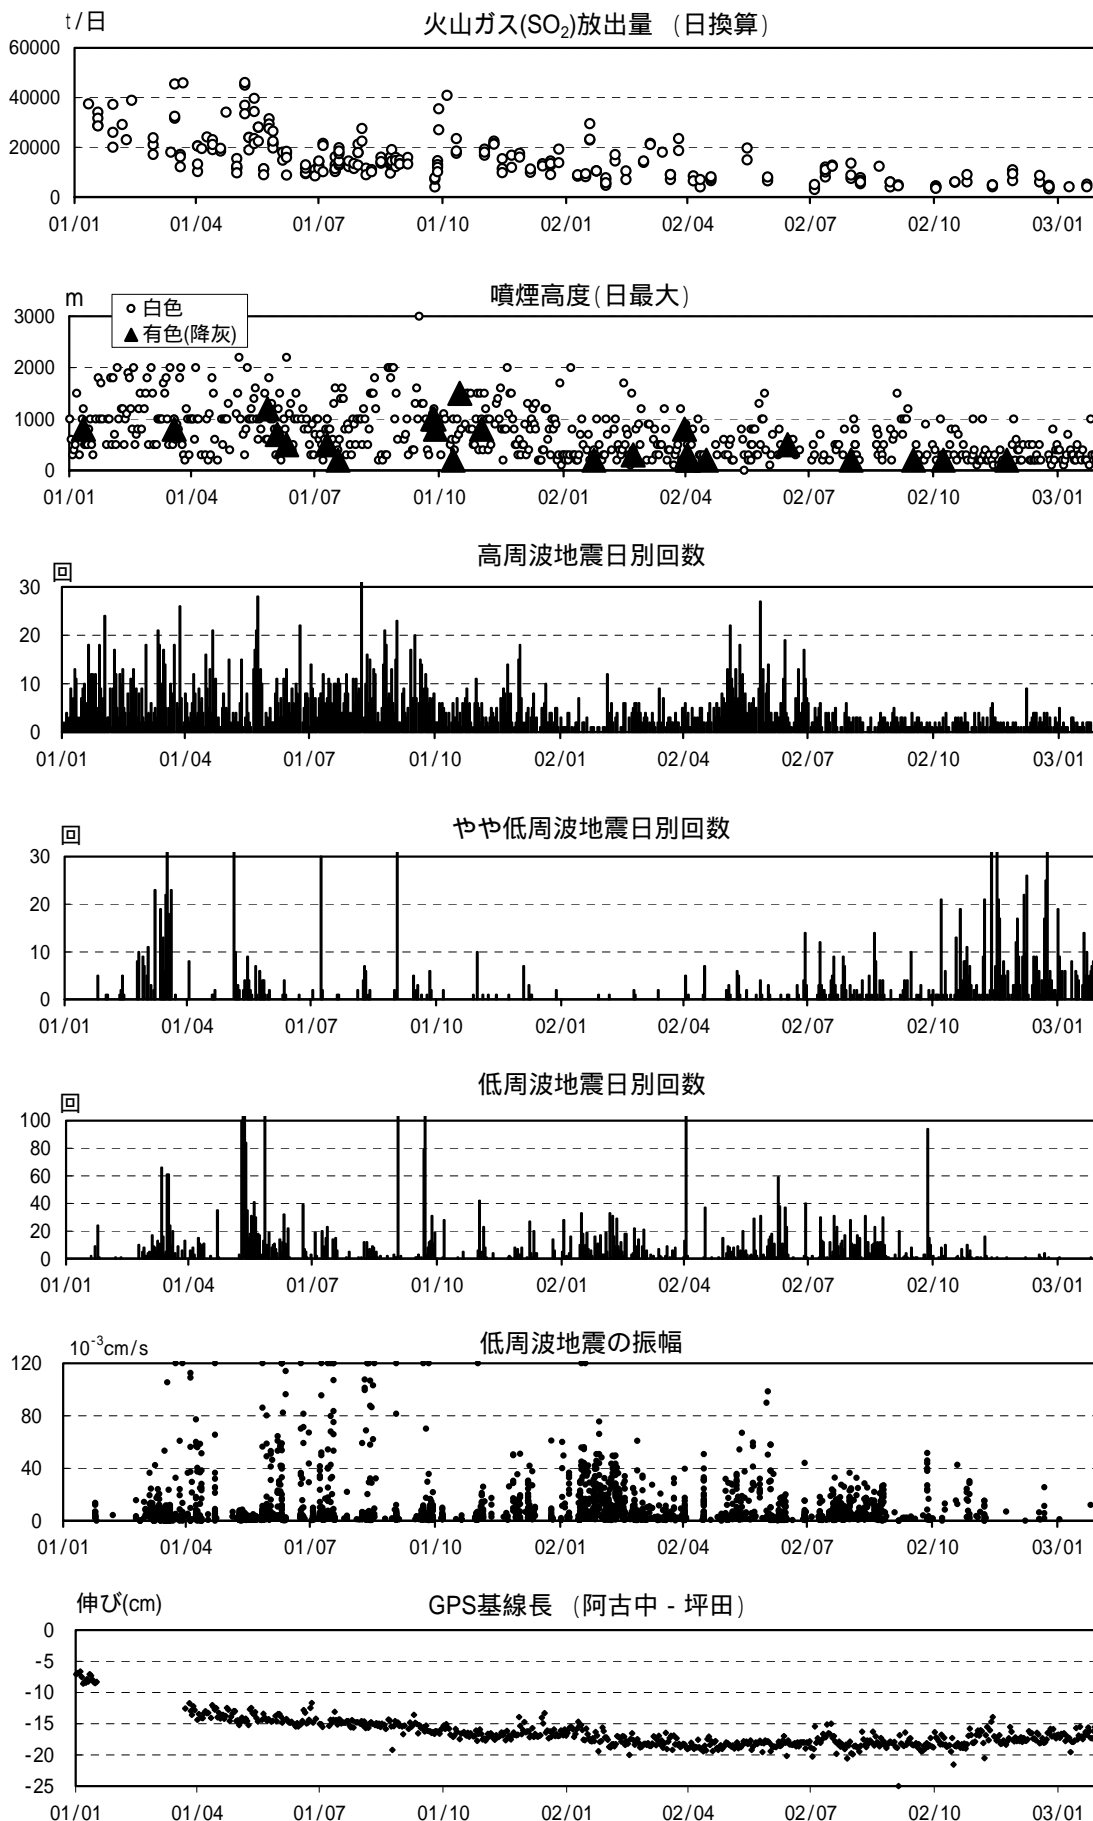 t/日 火山ガス(SO₂)放出量 (日換算)
60000
40000
20000
0
01/01 01/04 01/07 01/10 02/01 02/04 02/07 02/10 03/01
m 噴煙高度(日最大)
3000
○ 白色
▲ 有色(降灰)
2000
1000
0
01/01 01/04 01/07 01/10 02/01 02/04 02/07 02/10 03/01
高周波地震日別回数
回
30
20
10
0
01/01 01/04 01/07 01/10 02/01 02/04 02/07 02/10 03/01
やや低周波地震日別回数
回
30
20
10
0
01/01 01/04 01/07 01/10 02/01 02/04 02/07 02/10 03/01
低周波地震日別回数
回
100
80
60
40
20
0
01/01 01/04 01/07 01/10 02/01 02/04 02/07 02/10 03/01
10⁻³cm/s 低周波地震の振幅
120
80
40
0
01/01 01/04 01/07 01/10 02/01 02/04 02/07 02/10 03/01
伸び(cm) GPS基線長 (阿古中 - 坪田)
0
-5
-10
-15
-20
-25
01/01 01/04 01/07 01/10 02/01 02/04 02/07 02/10 03/01